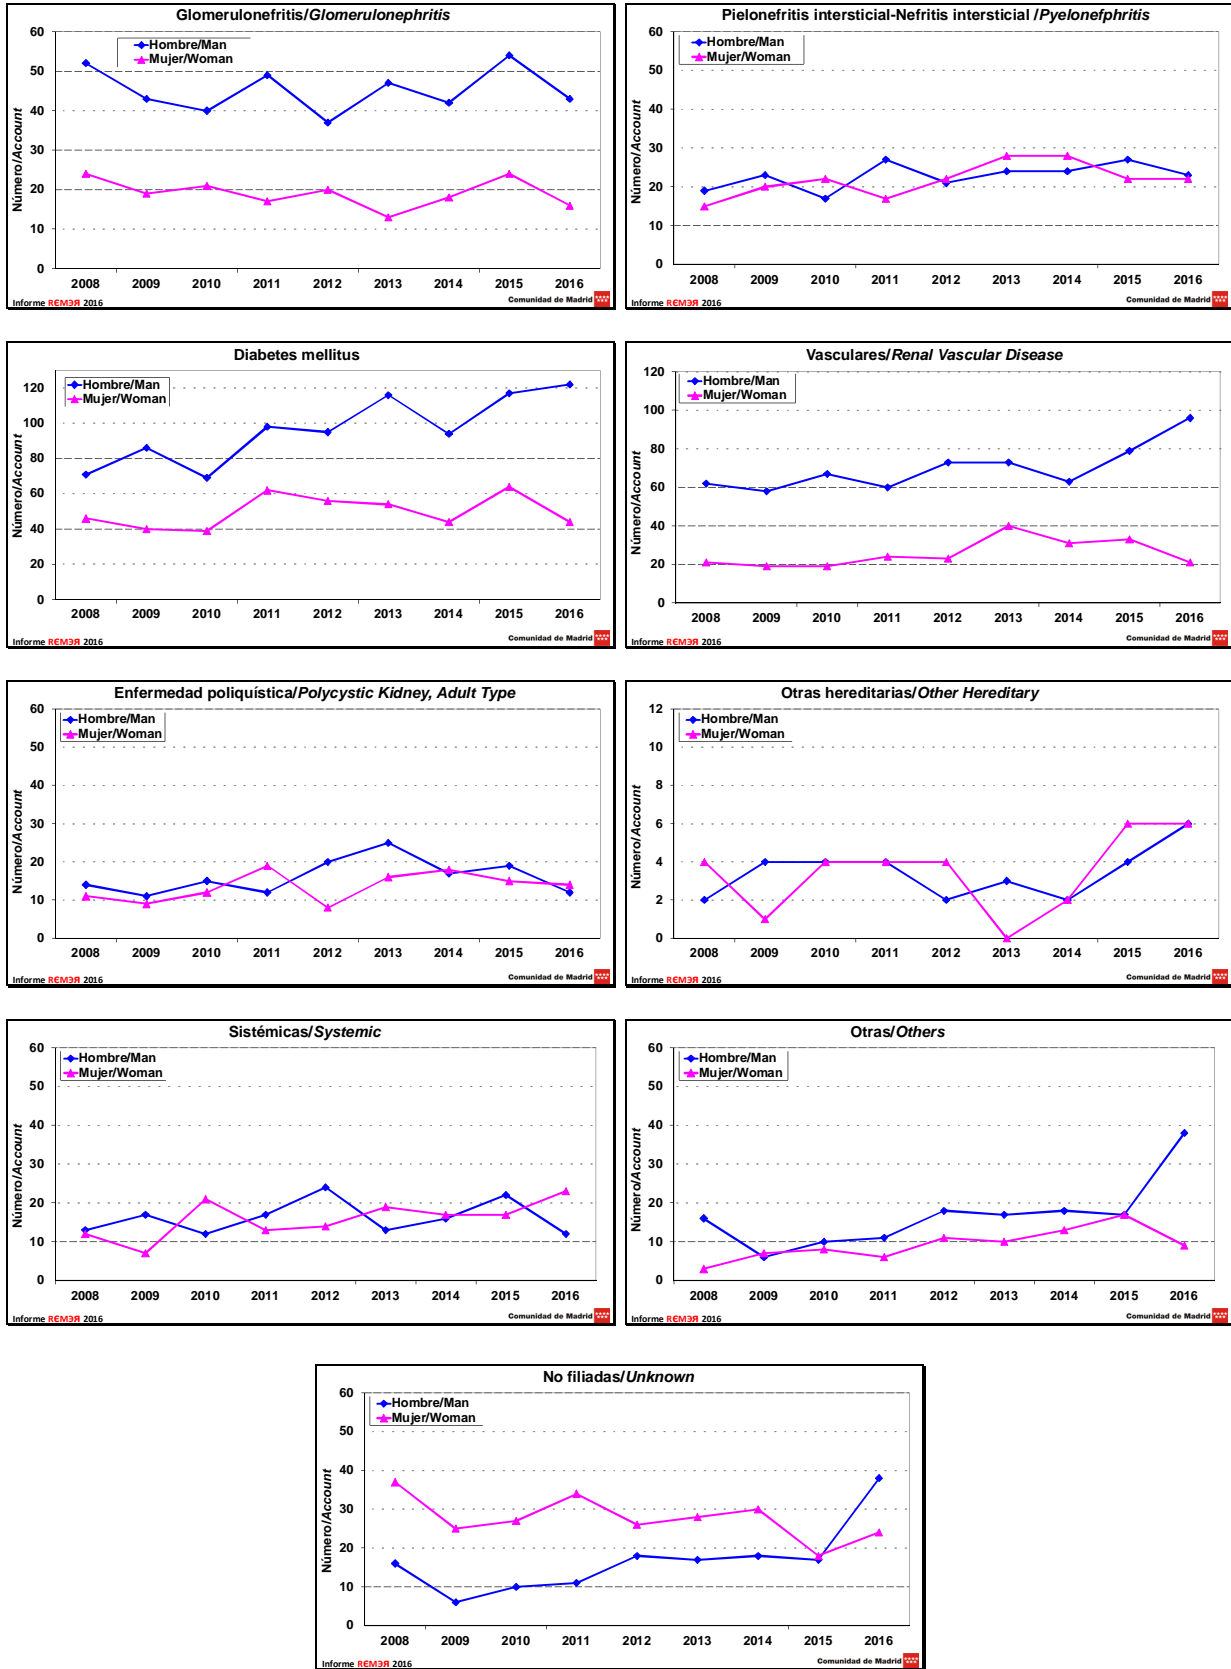 Glomerulonefritis/Glomerulonephritis
60
50
40
30
20
10
0
Número/Account
Hombre/Man
Mujer/Woman
2008 2009 2010 2011 2012 2013 2014 2015 2016
Informe RЄMƎЯ 2016
Comunidad de Madrid
Pielonefritis intersticial-Nefritis intersticial /Pyelonefphritis
60
50
40
30
20
10
0
Número/Account
Hombre/Man
Mujer/Woman
2008 2009 2010 2011 2012 2013 2014 2015 2016
Informe RЄMƎЯ 2016
Comunidad de Madrid
Diabetes mellitus
120
100
80
60
40
20
0
Número/Account
Hombre/Man
Mujer/Woman
2008 2009 2010 2011 2012 2013 2014 2015 2016
Informe RЄMƎЯ 2016
Comunidad de Madrid
Vasculares/Renal Vascular Disease
120
100
80
60
40
20
0
Número/Account
Hombre/Man
Mujer/Woman
2008 2009 2010 2011 2012 2013 2014 2015 2016
Informe RЄMƎЯ 2016
Comunidad de Madrid
Enfermedad poliquística/Polycystic Kidney, Adult Type
60
50
40
30
20
10
0
Número/Account
Hombre/Man
Mujer/Woman
2008 2009 2010 2011 2012 2013 2014 2015 2016
Informe RЄMƎЯ 2016
Comunidad de Madrid
Otras hereditarias/Other Hereditary
12
10
8
6
4
2
0
Número/Account
Hombre/Man
Mujer/Woman
2008 2009 2010 2011 2012 2013 2014 2015 2016
Informe RЄMƎЯ 2016
Comunidad de Madrid
Sistémicas/Systemic
60
50
40
30
20
10
0
Número/Account
Hombre/Man
Mujer/Woman
2008 2009 2010 2011 2012 2013 2014 2015 2016
Informe RЄMƎЯ 2016
Comunidad de Madrid
Otras/Others
60
50
40
30
20
10
0
Número/Account
Hombre/Man
Mujer/Woman
2008 2009 2010 2011 2012 2013 2014 2015 2016
Informe RЄMƎЯ 2016
Comunidad de Madrid
No filiadas/Unknown
60
50
40
30
20
10
0
Número/Account
Hombre/Man
Mujer/Woman
2008 2009 2010 2011 2012 2013 2014 2015 2016
Informe RЄMƎЯ 2016
Comunidad de Madrid